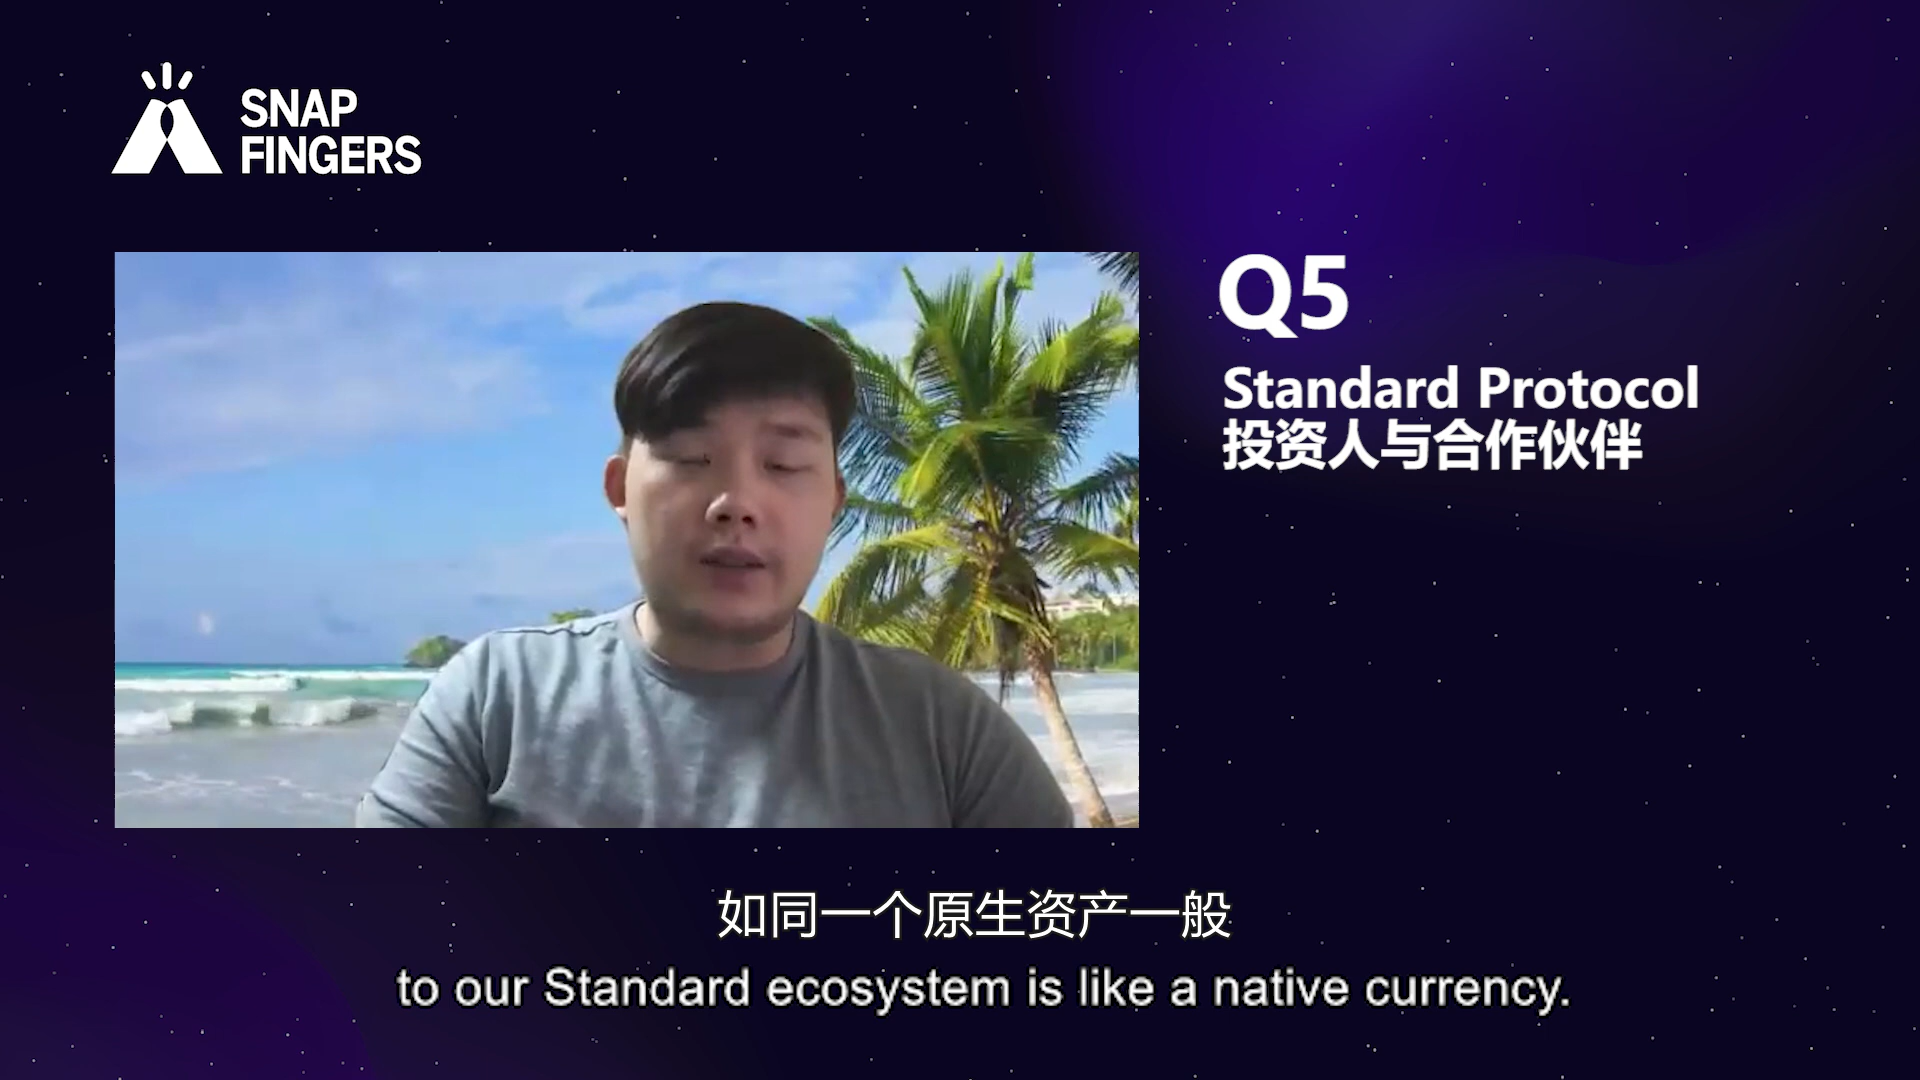 SNAP
FINGERS
Q5
Standard Protocol
投资人与合作伙伴
如同一个原生资产一般
to our Standard ecosystem is like a native currency.